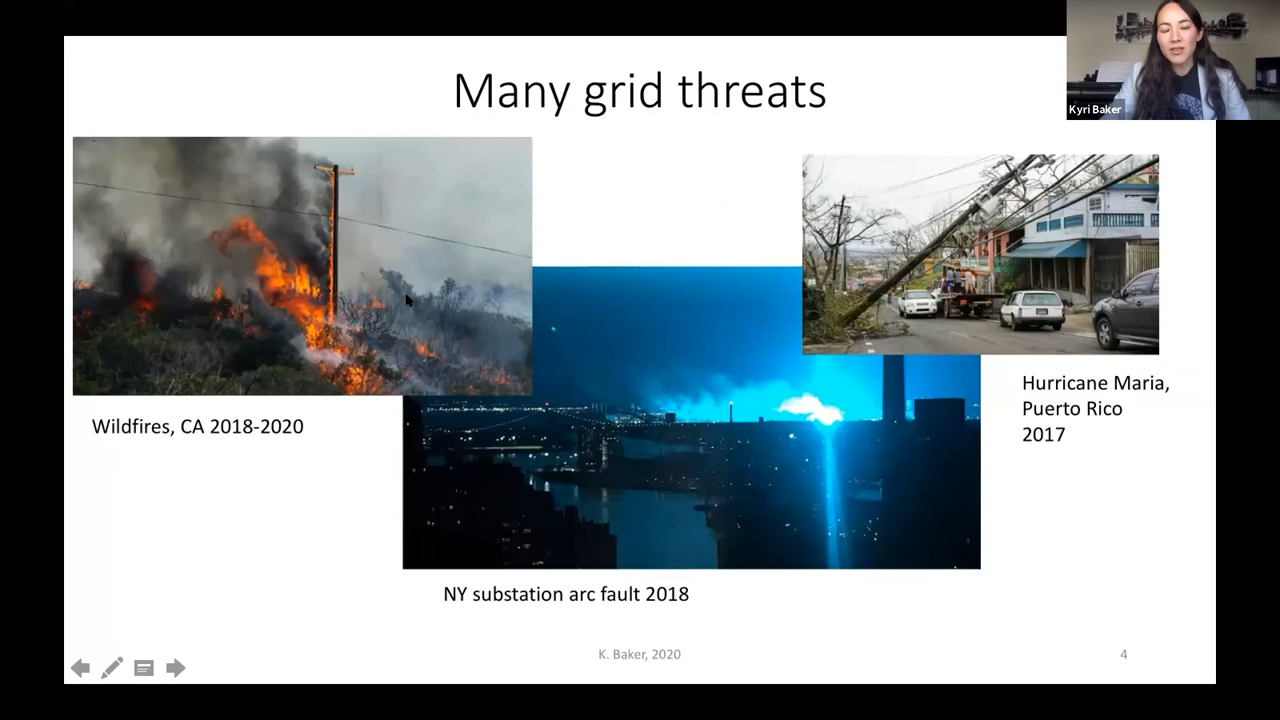 Many grid threats
Kyri Baker
Wildfires, CA 2018-2020
Hurricane Maria,
Puerto Rico
2017
NY substation arc fault 2018
K. Baker, 2020
4